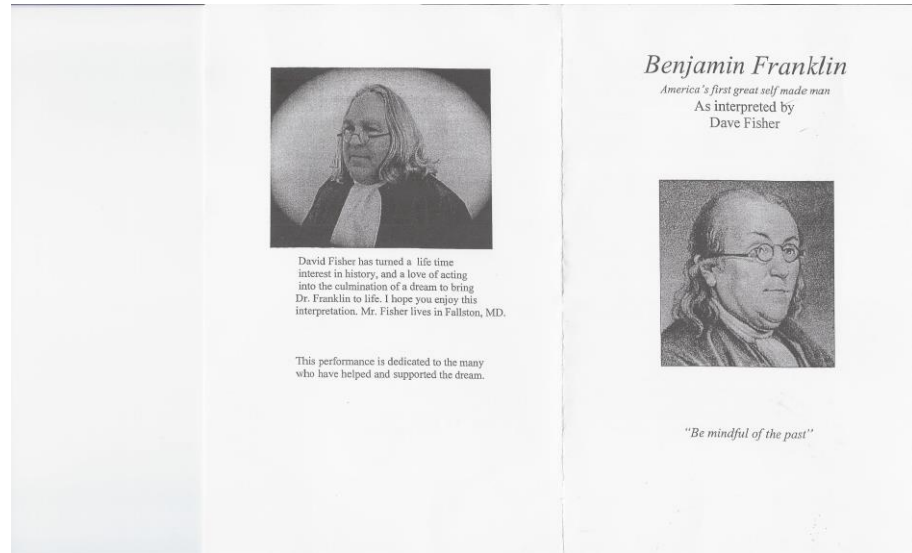 David Fisher has turned a life time
interest in history, and a love of acting
into the culmination of a dream to bring
Dr. Franklin to life. I hope you enjoy this
interpretation. Mr. Fisher lives in Fallston, MD.
This performance is dedicated to the many
who have helped and supported the dream.
Benjamin Franklin
America's first great self made man
As interpreted by
Dave Fisher
"Be mindful of the past"